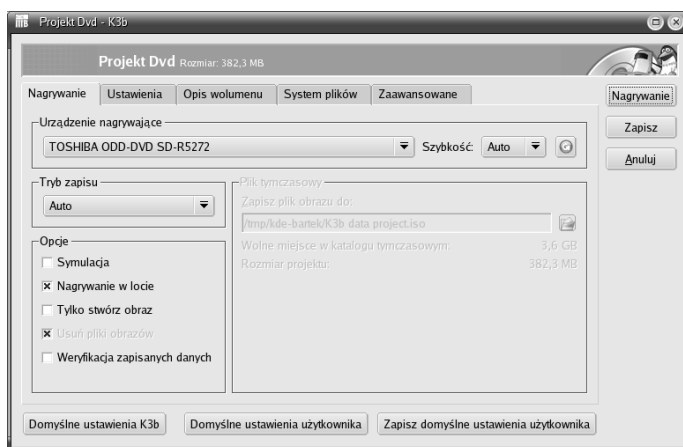 Projekt Dvd - K3b
Projekt Dvd Rozmiar: 382,3 MB
Nagrywanie Ustawienia Opis wolumenu System plików Zaawansowane
Nagrywanie
Zapisz
Anuluj
Urządzenie nagrywające
TOSHIBA ODD-DVD SD-R5272 Szybkość: Auto
Tryb zapisu
Auto
Opcje
Symulacja
Nagrywanie w locie
Tylko stwórz obraz
Usuń pliki obrazów
Weryfikacja zapisanych danych
Plik tymczasowy
Zapisz plik obrazu do:
/tmp/kde-bartek/K3b data project.iso
Wolne miejsce w katalogu tymczasowym: 3,6 GB
Rozmiar projektu: 382,3 MB
Domyślne ustawienia K3b Domyślne ustawienia użytkownika Zapisz domyślne ustawienia użytkownika